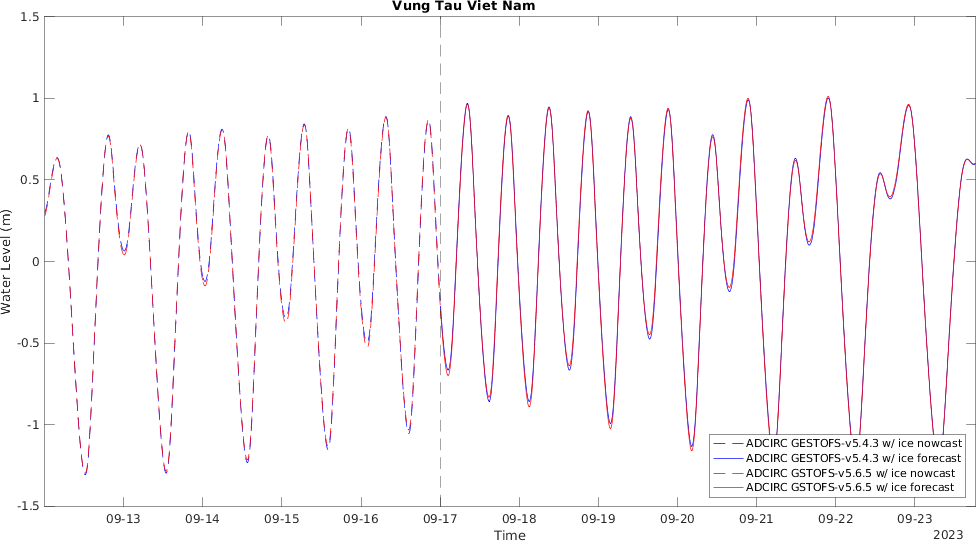 Vung Tau Viet Nam
1.5
1
0.5
0
-0.5
-1
-1.5
Water Level (m)
ADCIRC GESTOFS-v5.4.3 w/ ice nowcast
ADCIRC GESTOFS-v5.4.3 w/ ice forecast
ADCIRC GSTOFS-v5.6.5 w/ ice nowcast
ADCIRC GSTOFS-v5.6.5 w/ ice forecast
09-13 09-14 09-15 09-16 09-17 09-18 09-19 09-20 09-21 09-22 09-23
Time
2023